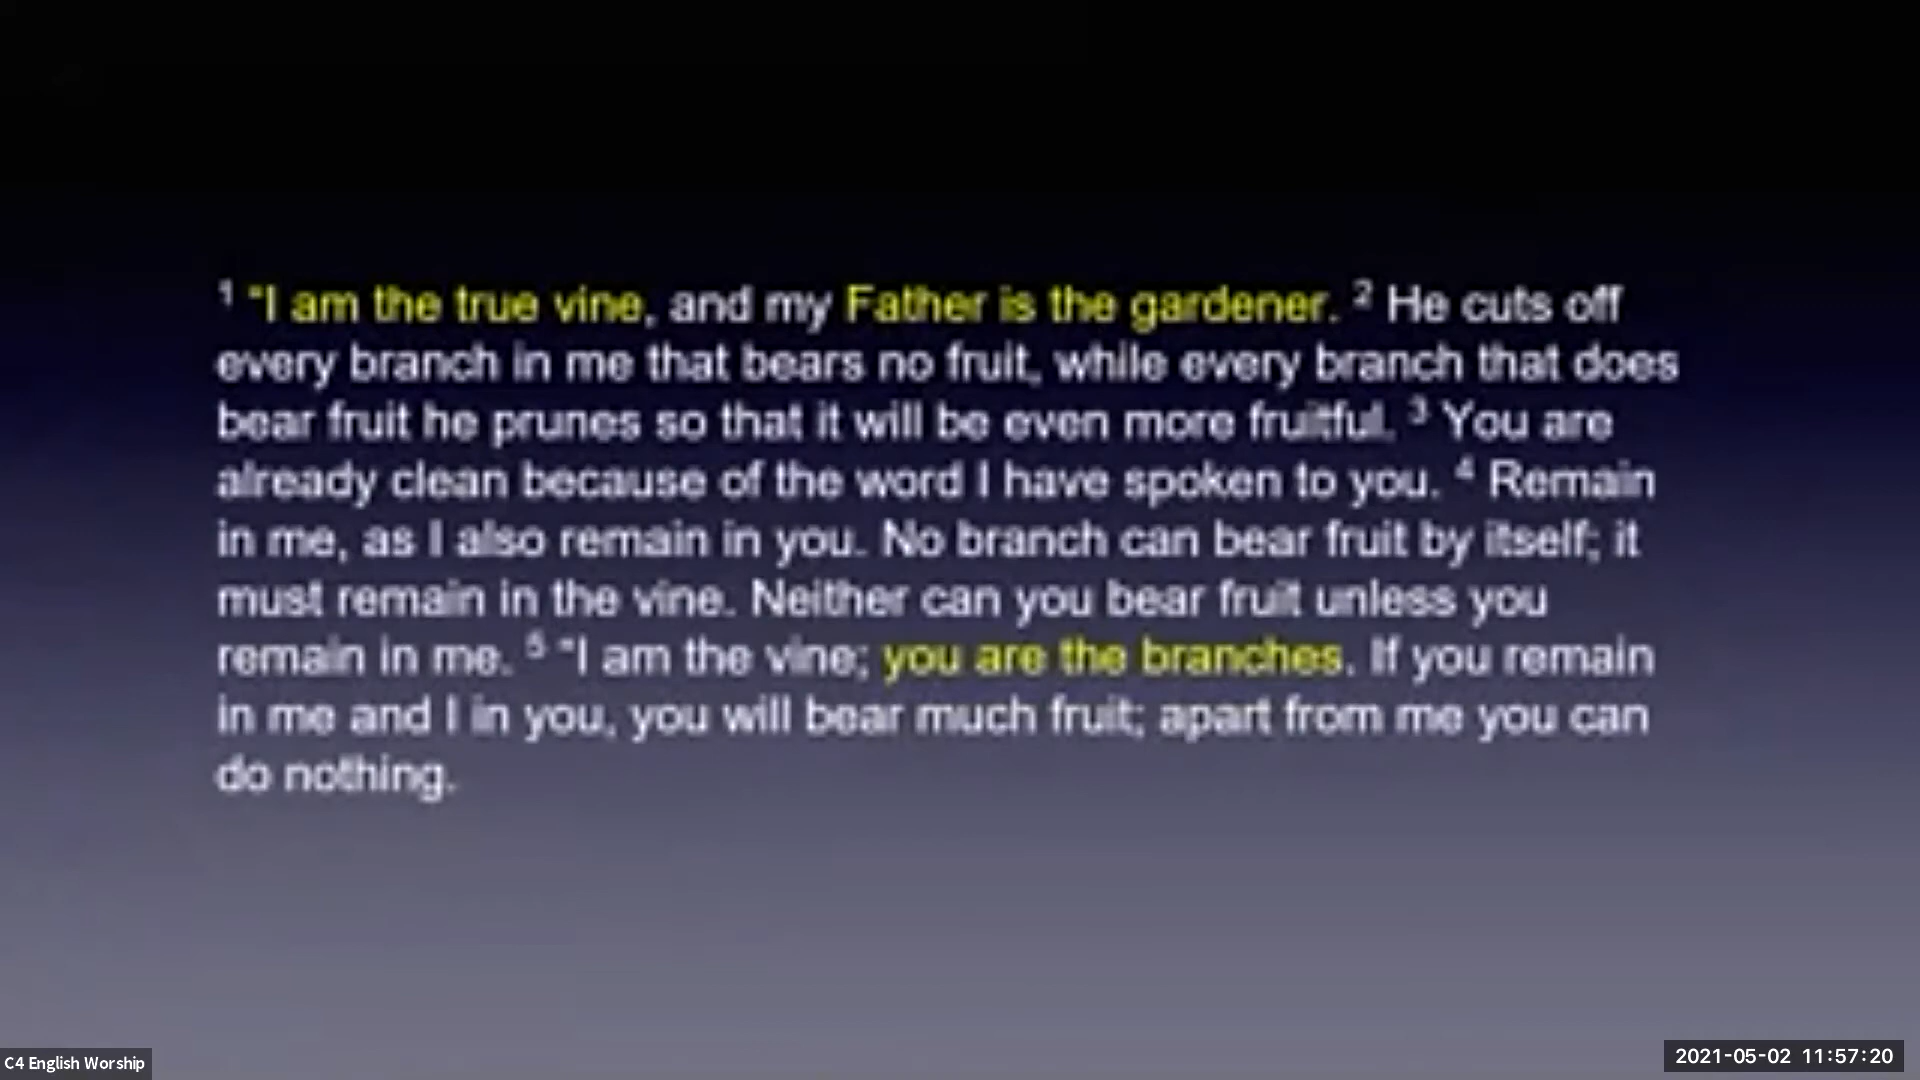 1 "I am the true vine, and my Father is the gardener. 2 He cuts off
every branch in me that bears no fruit, while every branch that does
bear fruit he prunes so that it will be even more fruitful. 3 You are
already clean because of the word I have spoken to you. 4 Remain
in me, as I also remain in you. No branch can bear fruit by itself; it
must remain in the vine. Neither can you bear fruit unless you
remain in me. 5 "I am the vine; you are the branches. If you remain
in me and I in you, you will bear much fruit; apart from me you can
do nothing.
C4 English Worship
2021-05-02 11:57:20